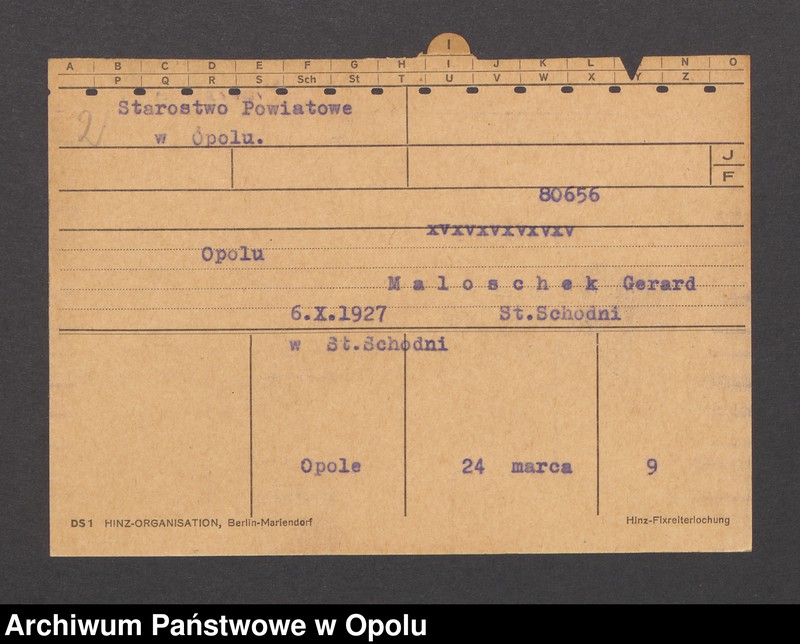 I
A B C D E F G H I J K L N O
P Q R S Sch St T U V W X Y Z
2
Starostwo Powiatowe
w Opolu.
J
F
80656
xvxvxvxvxvxv
Opolu
M a l o s c h e k Gerard
6.X.1927 St.Schodni
w St.Schodni
Opole 24 marca 9
DS1 HINZ-ORGANISATION, Berlin-Mariendorf Hinz-Fixreiterlochung
Archiwum Państwowe w Opolu